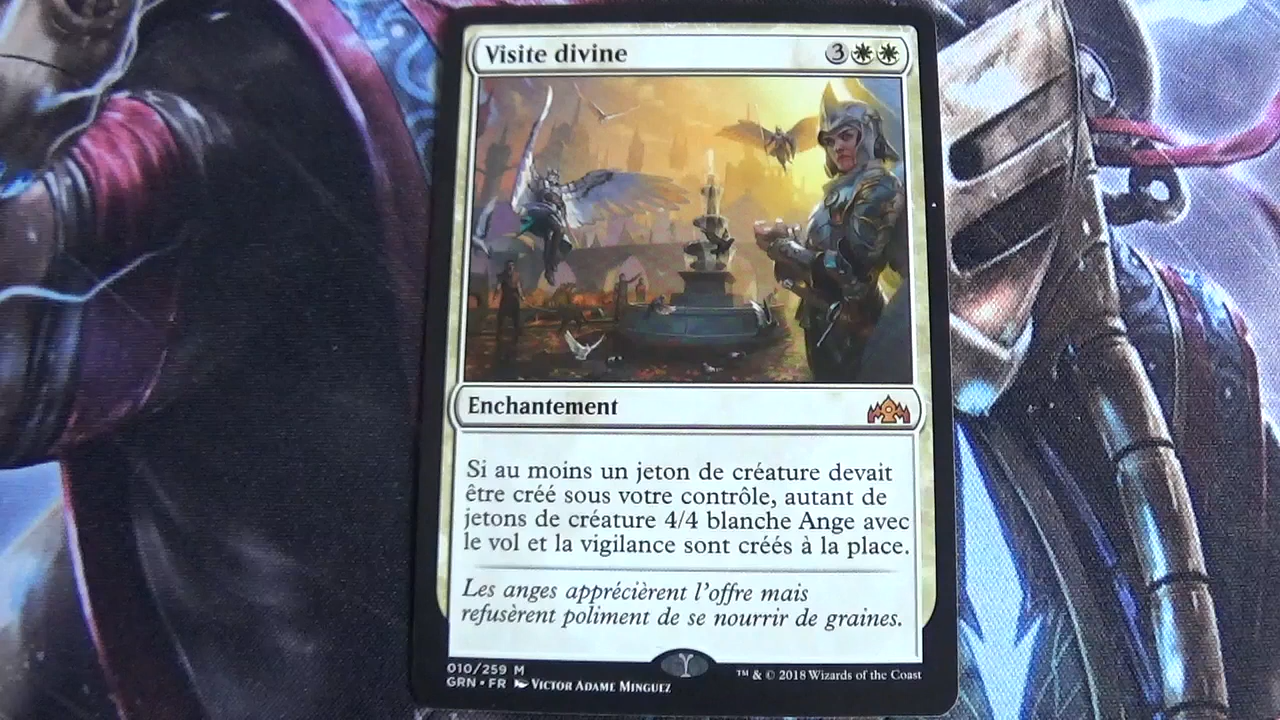 Visite divine 3
Enchantement
Si au moins un jeton de créature devait
être créé sous votre contrôle, autant de
jetons de créature 4/4 blanche Ange avec
le vol et la vigilance sont créés à la place.
Les anges apprécièrent l'offre mais
refusèrent poliment de se nourrir de graines.
010/259 M
GRN • FR Victor Adame Minguez
™ & © 2018 Wizards of the Coast